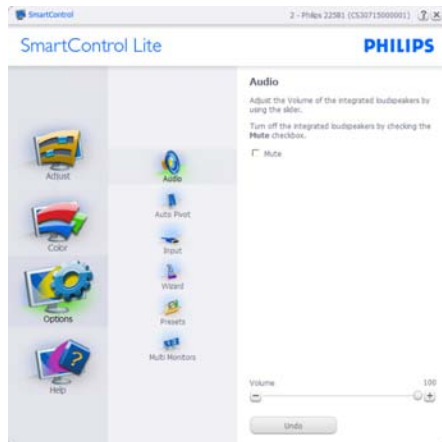 SmartControl
2 - Philips 225B1 (CS30715000001)
? X
SmartControl Lite
PHILIPS
Adjust
Color
Options
Help
Audio
Auto Pivot
Input
Wizard
Presets
Multi Monitors
Audio
Adjust the Volume of the integrated loudspeakers by
using the slider.
Turn off the integrated loudspeakers by checking the
Mute checkbox.
Mute
Volume 100
Undo